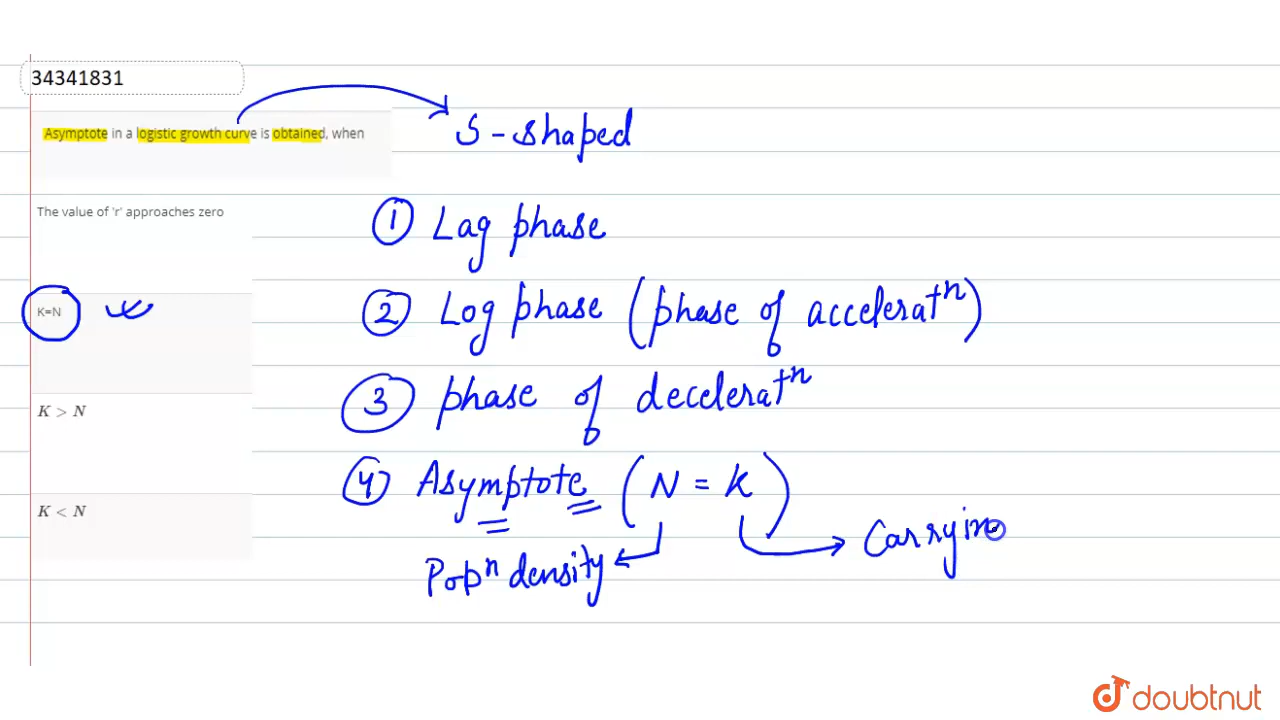 34341831
Asymptote in a logistic growth curve is obtained, when
S-shaped
The value of 'r' approaches zero
① Lag phase
K=N
② Log phase (phase of acceleratⁿ)
③ phase of deceleratⁿ
K > N
④ Asymptote (N = K)
K < N
Carryin
Popⁿ density
doubtnut